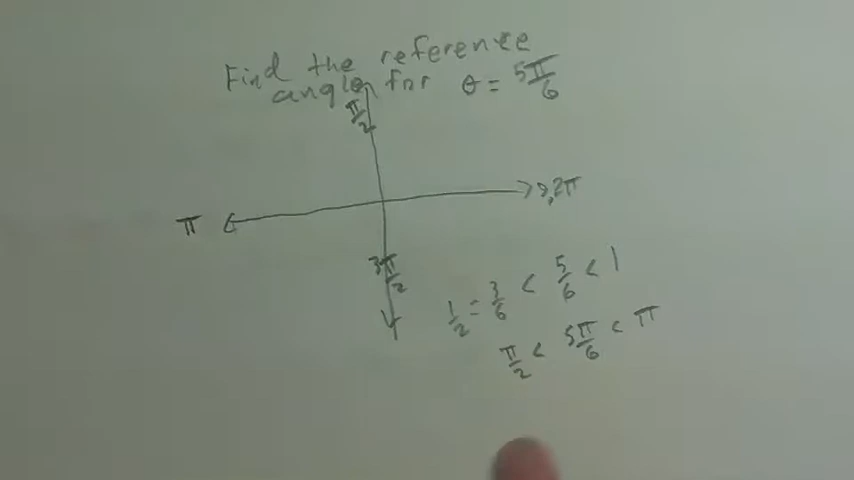 Find the reference
angle for θ = 5π/6
π/2
0, 2π
π
3π/2
1/2 = 3/6 < 5/6 < 1
π/2 < 5π/6 < π